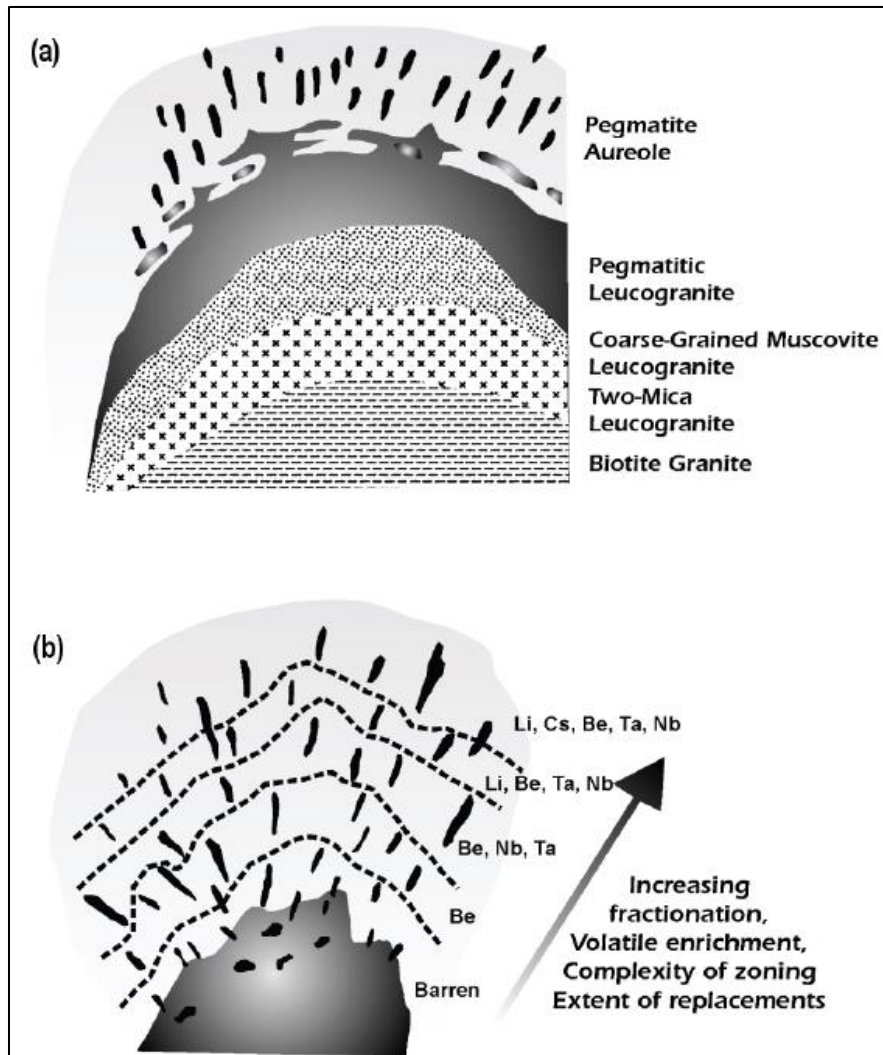 (a)
Pegmatite
Aureole
Pegmatitic
Leucogranite
Coarse-Grained Muscovite
Leucogranite
Two-Mica
Leucogranite
Biotite Granite
(b)
Li, Cs, Be, Ta, Nb
Li, Be, Ta, Nb
Be, Nb, Ta
Be
Barren
Increasing
fractionation,
Volatile enrichment,
Complexity of zoning
Extent of replacements